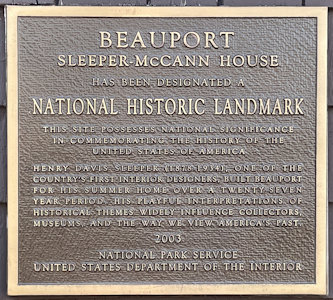 BEAUPORT
SLEEPER-McCANN HOUSE
HAS BEEN DESIGNATED A
NATIONAL HISTORIC LANDMARK
THIS SITE POSSESSES NATIONAL SIGNIFICANCE
IN COMMEMORATING THE HISTORY OF THE
UNITED STATES OF AMERICA
HENRY DAVIS SLEEPER (1878-1934), ONE OF THE
COUNTRY'S FIRST INTERIOR DESIGNERS, BUILT BEAUPORT
FOR HIS SUMMER HOME OVER A TWENTY-SEVEN
YEAR PERIOD. HIS PLAYFUL INTERPRETATIONS OF
HISTORICAL THEMES WIDELY INFLUENCE COLLECTORS,
MUSEUMS, AND THE WAY WE VIEW AMERICA'S PAST.
2003
NATIONAL PARK SERVICE
UNITED STATES DEPARTMENT OF THE INTERIOR